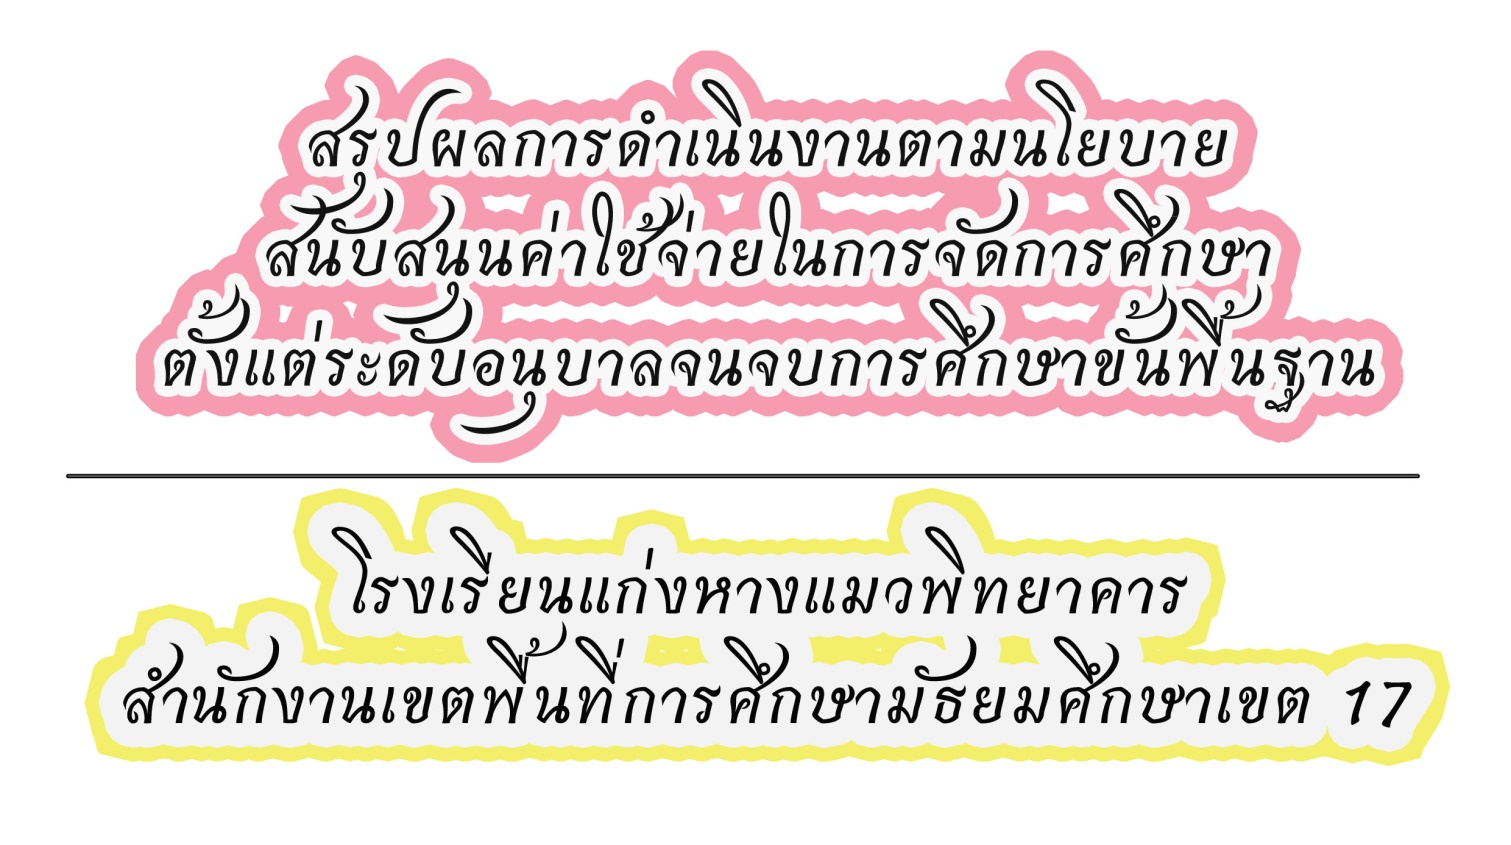 สรุปผลการดำเนินงานตามนโยบาย
สนับสนุนค่าใช้จ่ายในการจัดการศึกษา
ตั้งแต่ระดับอนุบาลจนจบการศึกษาขั้นพื้นฐาน
โรงเรียนแก่งหางแมวพิทยาคาร
สำนักงานเขตพื้นที่การศึกษามัธยมศึกษาเขต 17